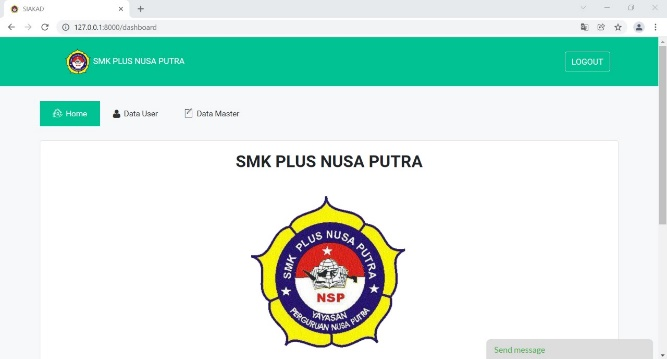 SIAKAD
127.0.0.1:8000/dashboard
SMK PLUS NUSA PUTRA
LOGOUT
Home
Data User
Data Master
SMK PLUS NUSA PUTRA
SMK PLUS NUSA PUTRA
NSP
YAYASAN
PERGURUAN NUSA PUTRA
Send message